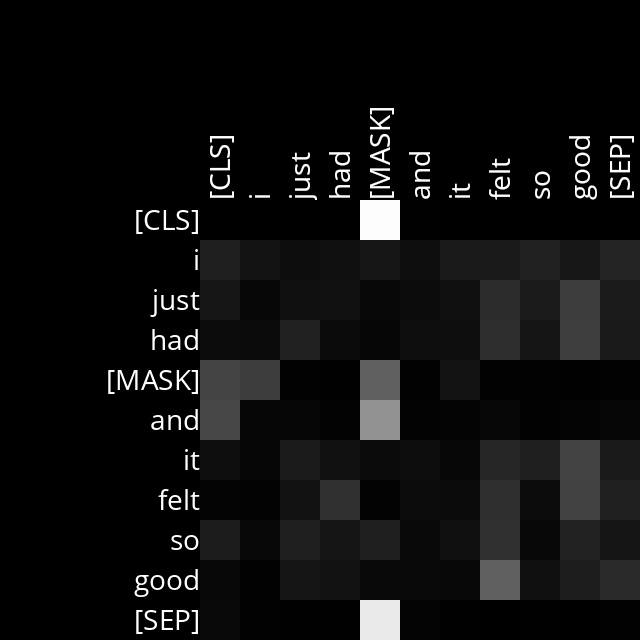 [CLS] i just had [MASK] and it felt so good [SEP]
[CLS]
i
just
had
[MASK]
and
it
felt
so
good
[SEP]